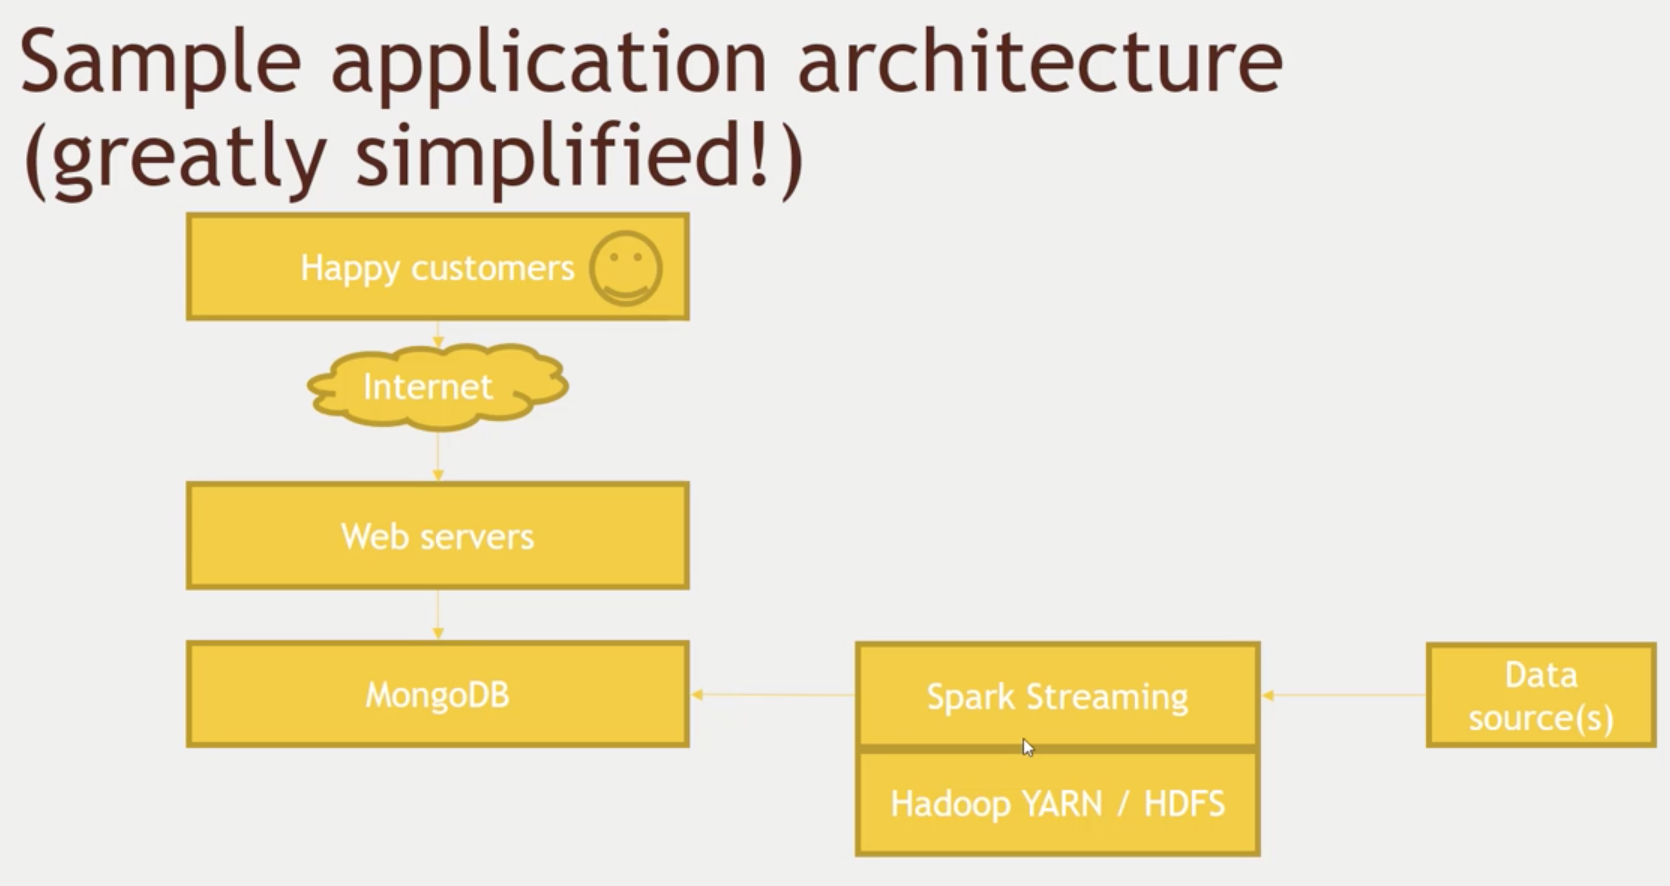 Sample application architecture
(greatly simplified!)
Happy customers
Internet
Web servers
MongoDB
Spark Streaming
Hadoop YARN / HDFS
Data
source(s)